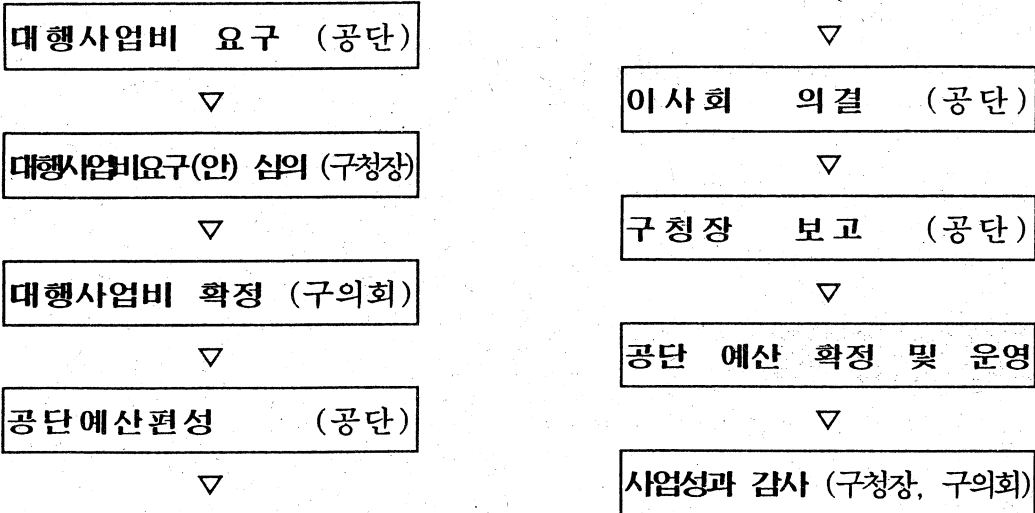 대행사업비 요구 (공단)
▽
대행사업비요구(안) 심의 (구청장)
▽
대행사업비 확정 (구의회)
▽
공단예산편성 (공단)
▽
▽
이사회 의결 (공단)
▽
구청장 보고 (공단)
▽
공단 예산 확정 및 운영
▽
사업성과 감사 (구청장, 구의회)